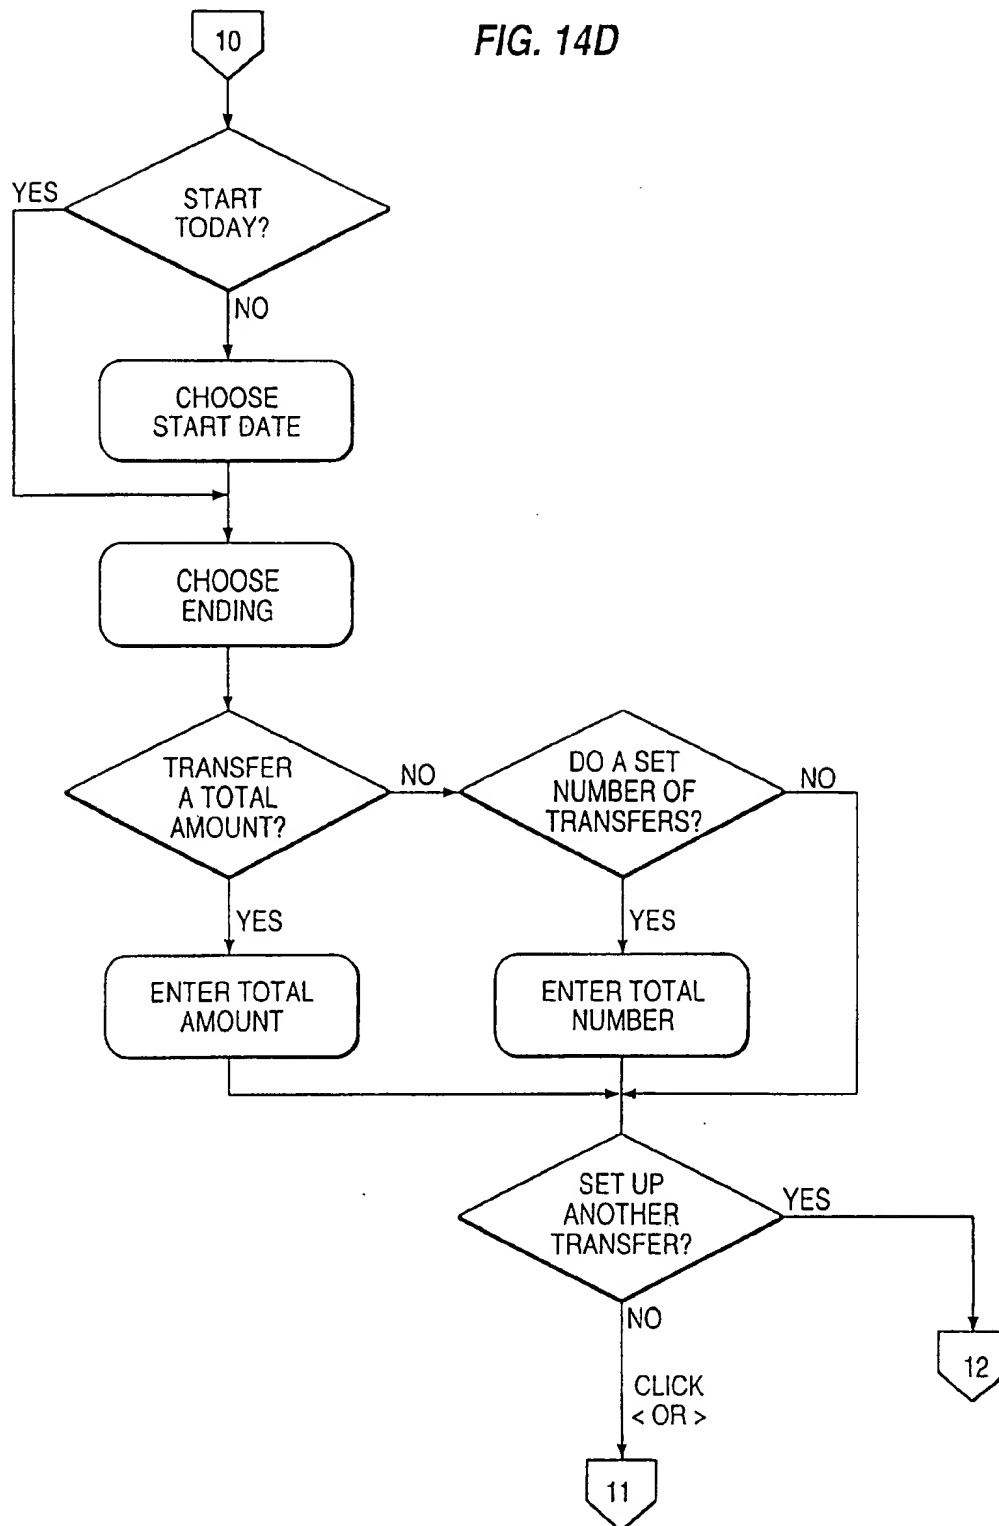 10
FIG. 14D
START
TODAY?
YES
NO
CHOOSE
START DATE
CHOOSE
ENDING
TRANSFER
A TOTAL
AMOUNT?
NO
DO A SET
NUMBER OF
TRANSFERS?
NO
YES
YES
ENTER TOTAL
AMOUNT
ENTER TOTAL
NUMBER
SET UP
ANOTHER
TRANSFER?
YES
NO
12
CLICK
< OR >
11